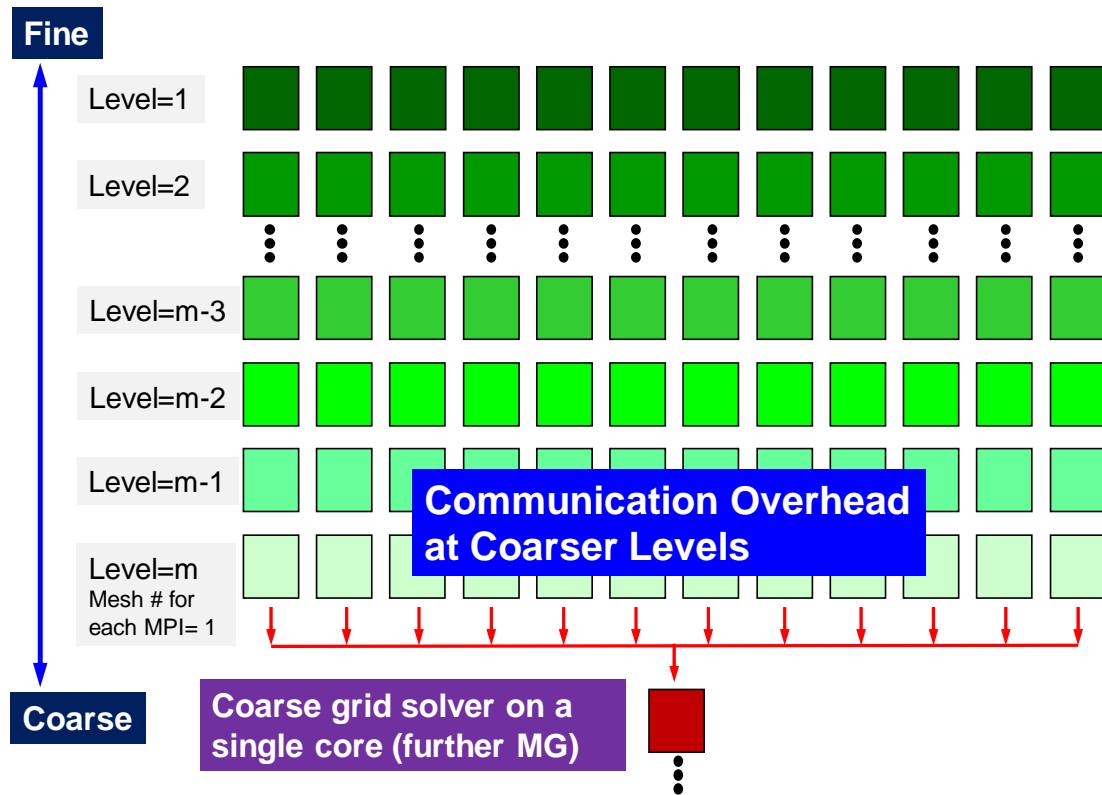 Fine
Level=1
Level=2
Level=m-3
Level=m-2
Level=m-1
Communication Overhead
at Coarser Levels
Level=m
Mesh # for
each MPI= 1
Coarse
Coarse grid solver on a
single core (further MG)